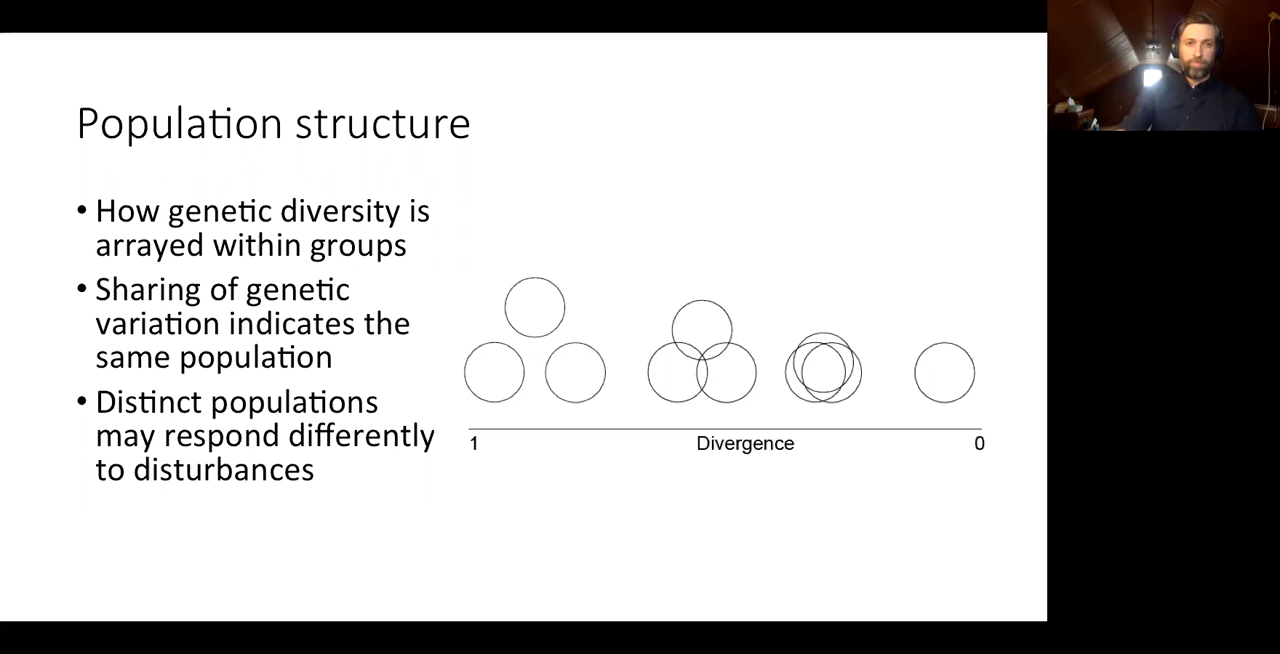 Population structure
• How genetic diversity is
arrayed within groups
• Sharing of genetic
variation indicates the
same population
• Distinct populations
may respond differently
to disturbances
1 Divergence 0